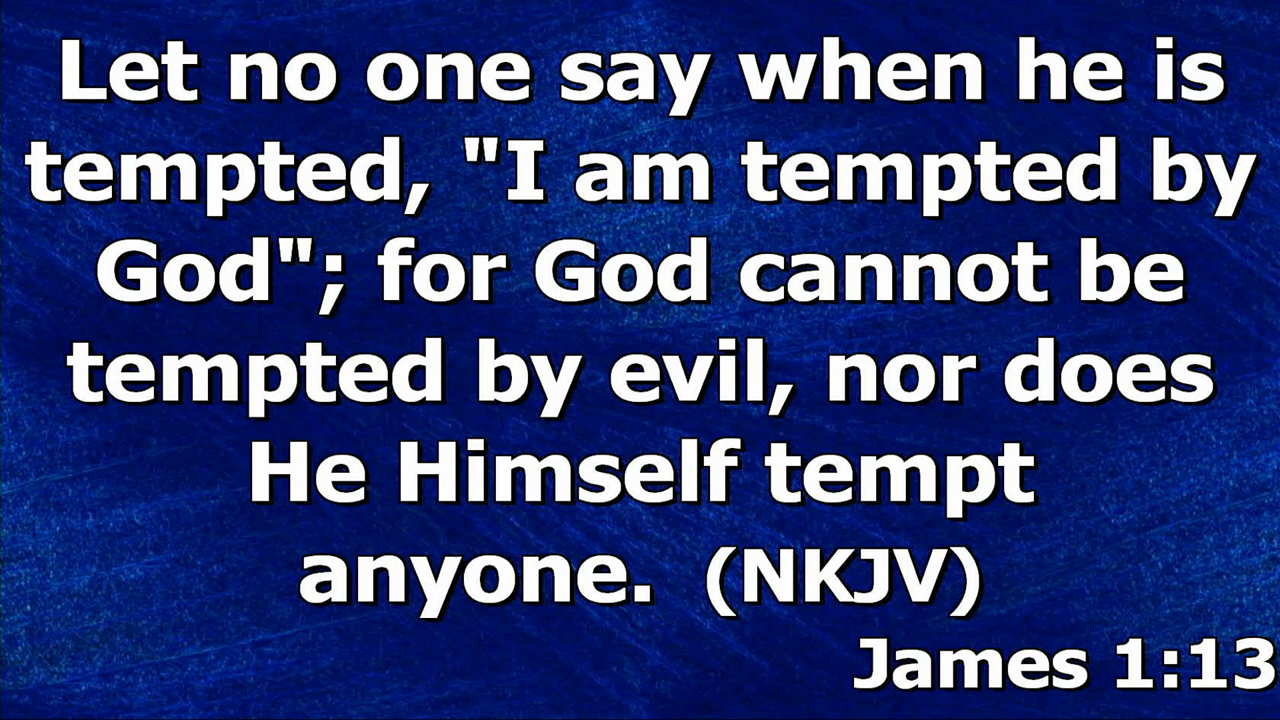 Let no one say when he is
tempted, "I am tempted by
God"; for God cannot be
tempted by evil, nor does
He Himself tempt
anyone.  (NKJV)
James 1:13